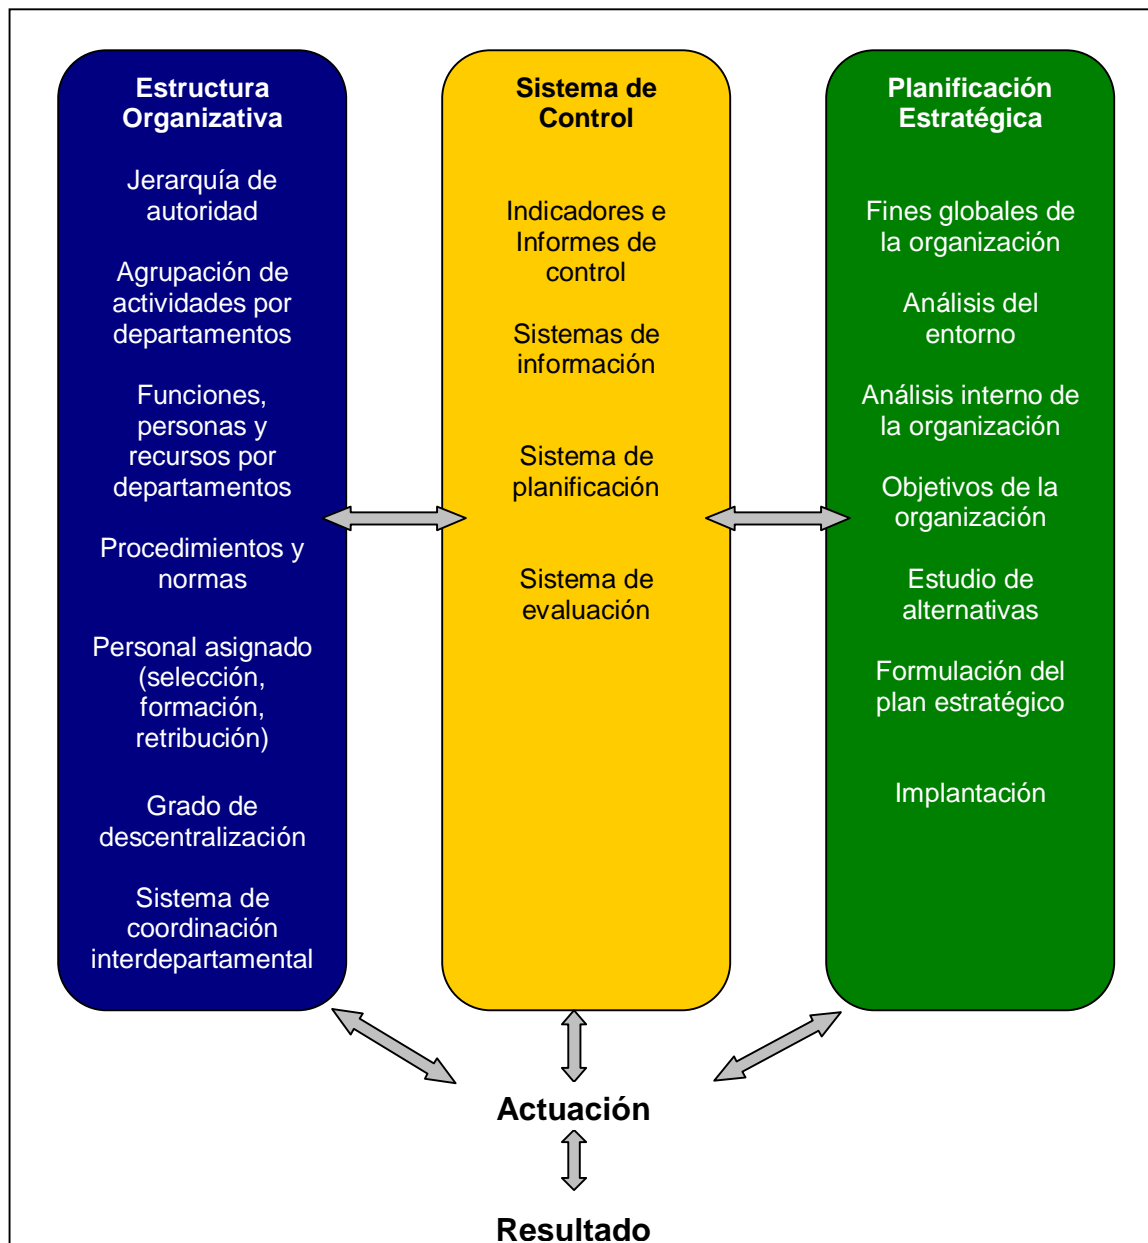 Estructura
Organizativa
Jerarquía de
autoridad
Agrupación de
actividades por
departamentos
Funciones,
personas y
recursos por
departamentos
Procedimientos y
normas
Personal asignado
(selección,
formación,
retribución)
Grado de
descentralización
Sistema de
coordinación
interdepartamental
Sistema de
Control
Indicadores e
Informes de
control
Sistemas de
información
Sistema de
planificación
Sistema de
evaluación
Planificación
Estratégica
Fines globales de
la organización
Análisis del
entorno
Análisis interno de
la organización
Objetivos de la
organización
Estudio de
alternativas
Formulación del
plan estratégico
Implantación
Actuación
Resultado